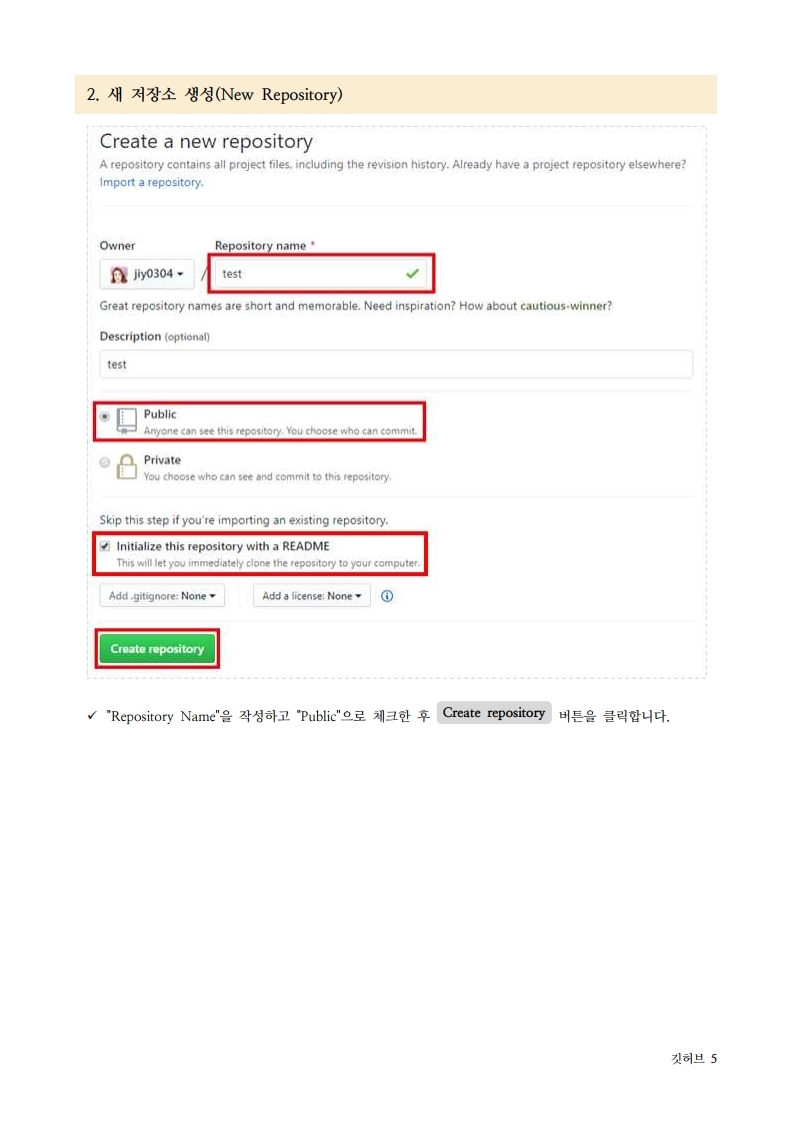 2. 새 저장소 생성(New Repository)
Create a new repository
A repository contains all project files, including the revision history. Already have a project repository elsewhere?
Import a repository.
Owner Repository name *
jiy0304 / test
Great repository names are short and memorable. Need inspiration? How about cautious-winner?
Description (optional)
test
Public
Anyone can see this repository. You choose who can commit.
Private
You choose who can see and commit to this repository.
Skip this step if you're importing an existing repository.
Initialize this repository with a README
This will let you immediately clone the repository to your computer.
Add .gitignore: None Add a license: None
Create repository
✓ "Repository Name"을 작성하고 "Public"으로 체크한 후 Create repository 버튼을 클릭합니다.
깃허브 5